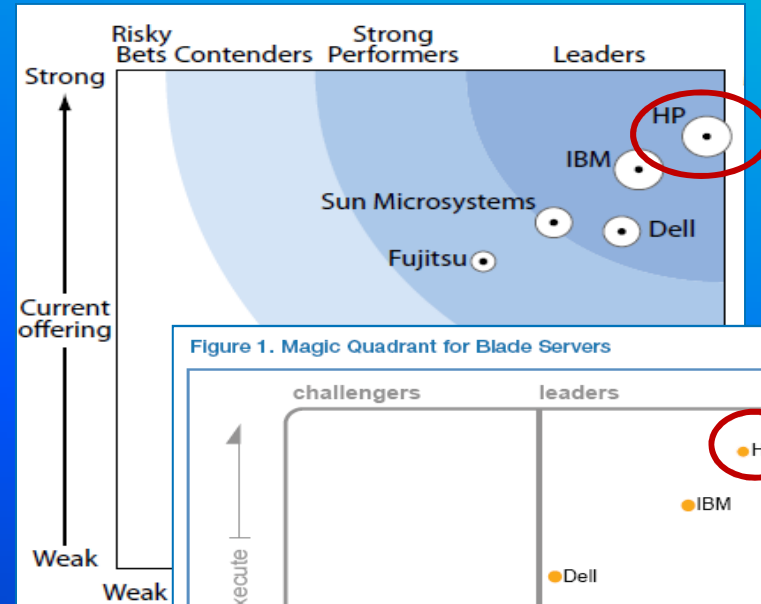 Risky Bets Contenders Strong Performers Leaders
Strong
HP
IBM
Sun Microsystems
Dell
Fujitsu
Current offering
Weak
Weak
Figure 1. Magic Quadrant for Blade Servers
challengers leaders
IBM
Dell